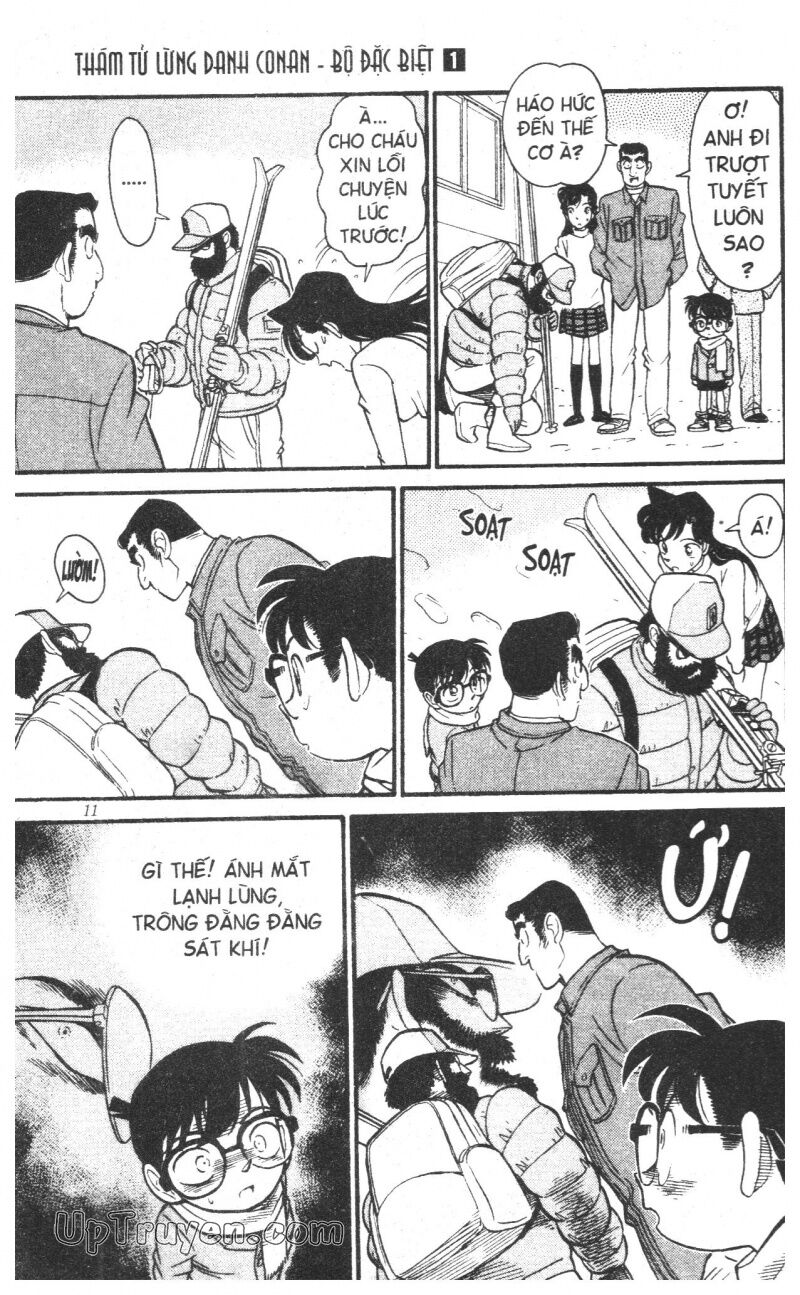 THÁM TỬ LỪNG DANH CONAN - BỘ ĐẶC BIỆT 1
Ơ!
ANH ĐI
TRƯỢT
TUYẾT
LUÔN
SAO
?
HÁO HỨC
ĐẾN THẾ
CƠ À?
À...
CHO CHÁU
XIN LỖI
CHUYỆN
LÚC
TRƯỚC!
......
Á!
SOẠT
SOẠT
LƯỜM!
11
Ứ!
GÌ THẾ! ÁNH MẮT
LẠNH LÙNG,
TRÔNG ĐẰNG ĐẰNG
SÁT KHÍ!
UpTruyen.com